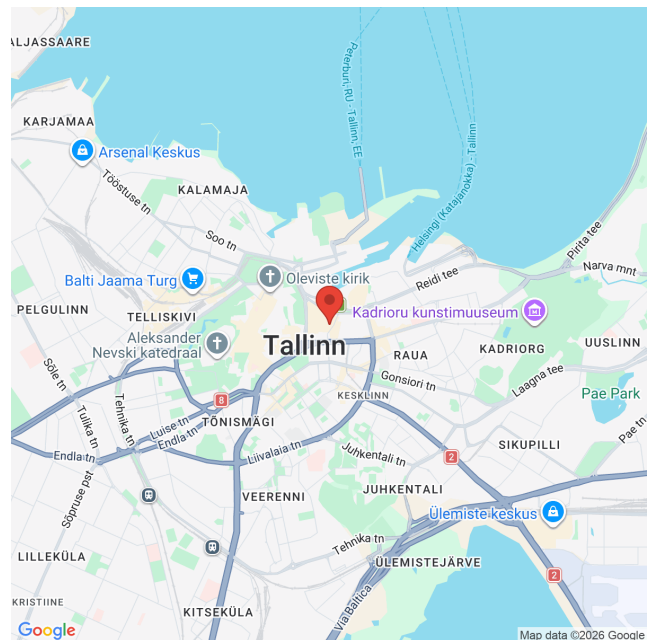 ALJASSAARE
KARJAMAA
Arsenal Keskus
Tööstuse tn
KALAMAJA
Soo tn
Peterburi, RU - Tallinn, EE
Helsingi (Katajanokka) - Tallinn
Pirita tee
Narva mnt
Reidi tee
Balti Jaama Turg
Oleviste kirik
PELGULINN
TELLISKIVI
Kadrioru kunstimuuseum
Aleksander
Nevski katedraal
Tallinn
RAUA
KADRIORG
UUSLINN
Sõle tn
Gonsiori tn
Laagna tee
Pae Park
KESKLINN
8
Tehnika tn
Tulika tn
Luise tn
TÕNISMÄGI
Endla tn
Endla tn
Liivalaia tn
Juhkentali tn
2
SIKUPILLI
Pae tn
Sõpruse pst
VEERENNI
JUHKENTALI
Ülemiste keskus
Tehnika tn
LILLEKÜLA
ÜLEMISTEJÄRVE
2
KRISTIINE
KITSEKÜLA
Via Baltica
Google
Map data ©2026 Google